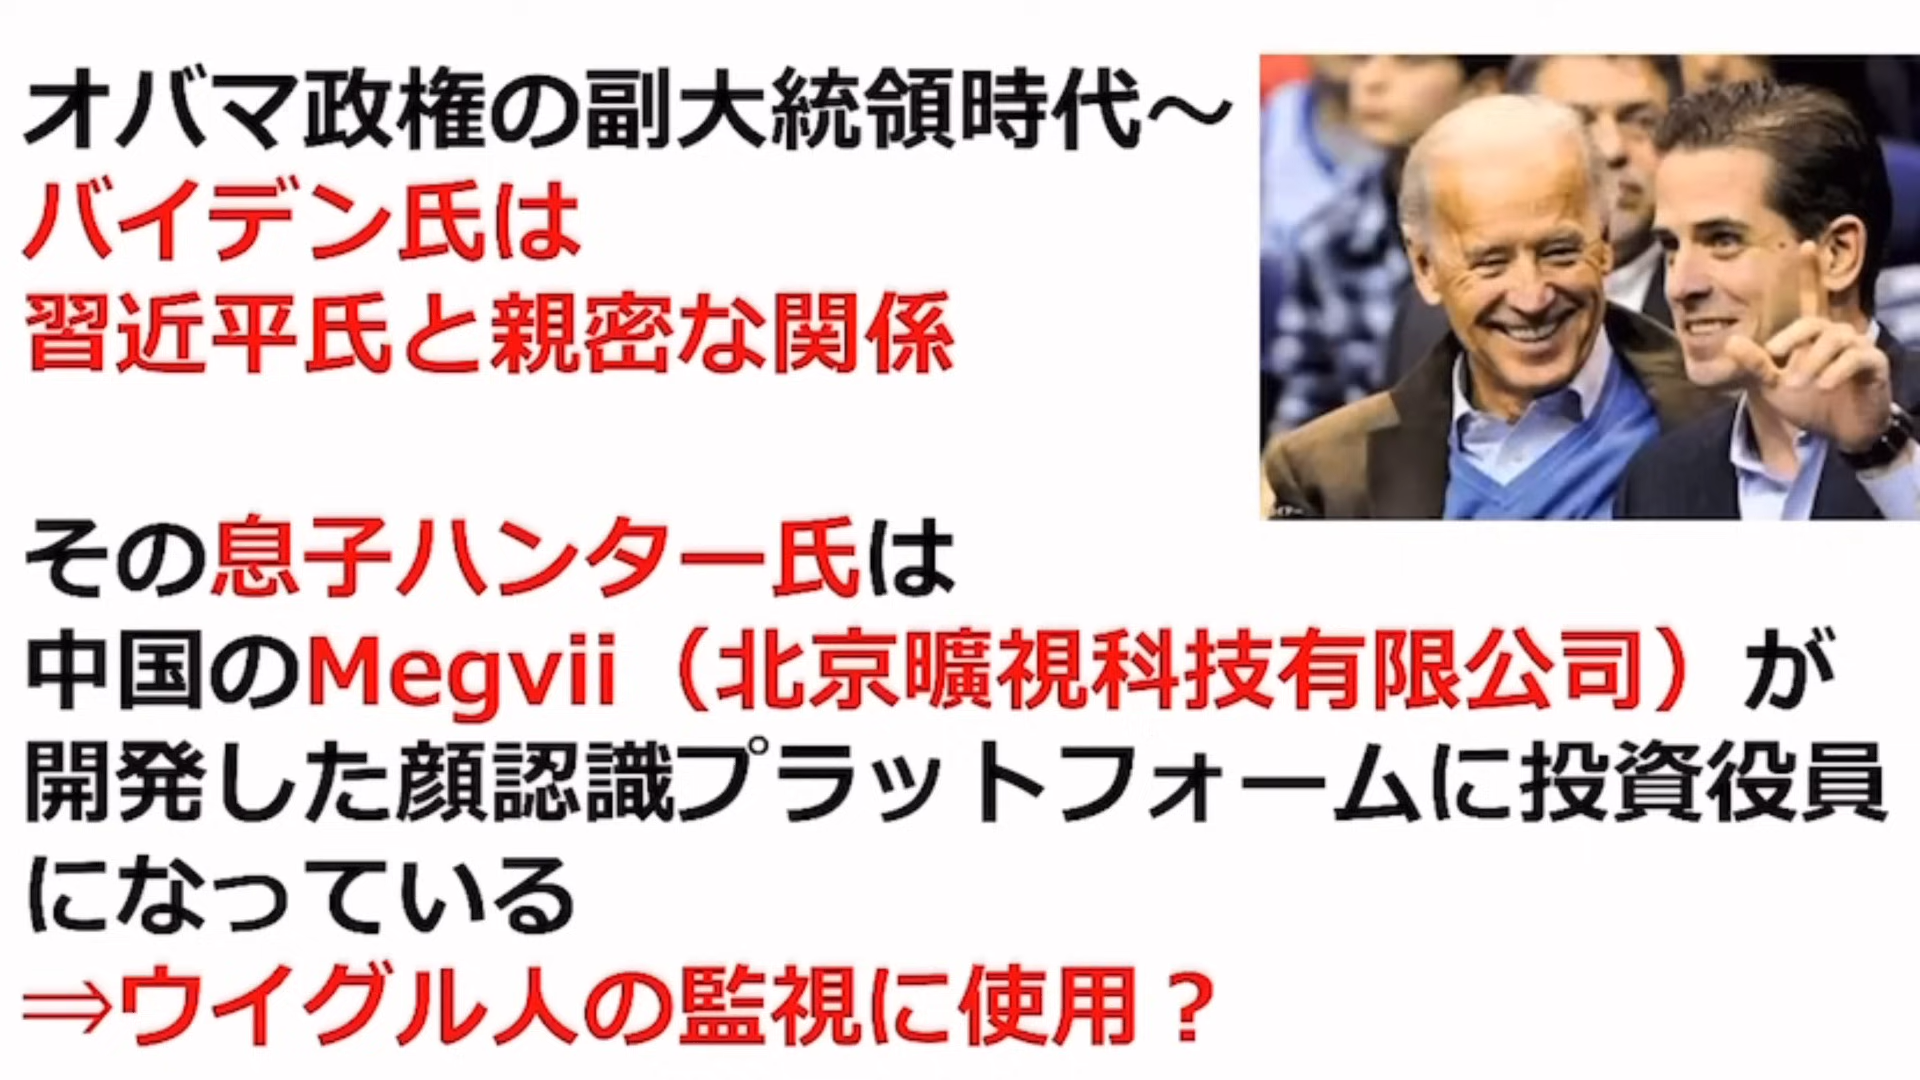 オバマ政権の副大統領時代～
バイデン氏は
習近平氏と親密な関係
その息子ハンター氏は
中国のMegvii（北京曠視科技有限公司）が
開発した顔認識プラットフォームに投資役員
になっている
⇒ウイグル人の監視に使用？